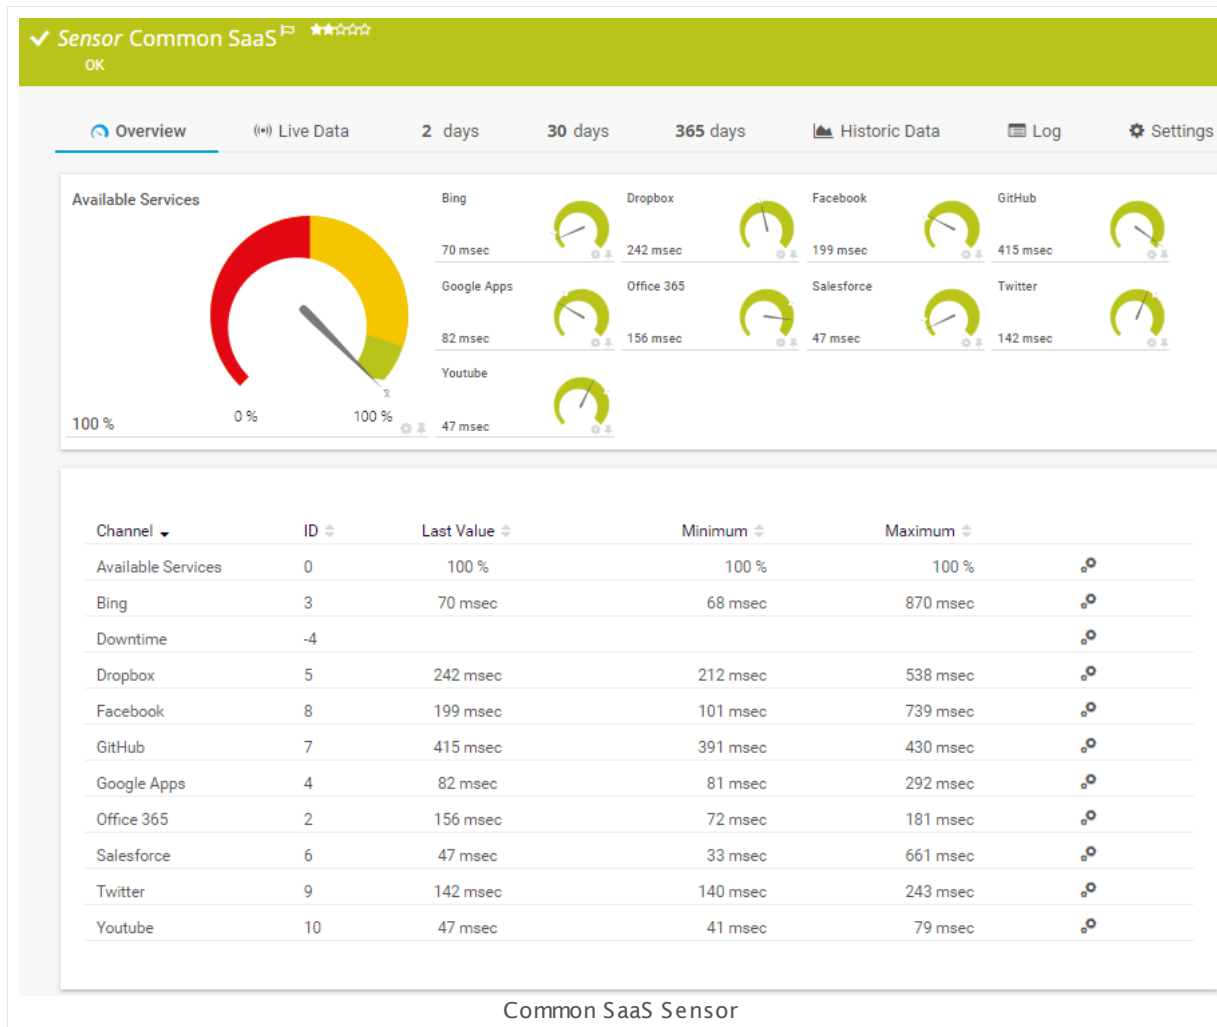 Sensor Common SaaS
OK
Overview Live Data 2 days 30 days 365 days Historic Data Log Settings
Available Services
0 %
100 %
100 %
Bing
70 msec
Dropbox
242 msec
Facebook
199 msec
GitHub
415 msec
Google Apps
82 msec
Office 365
156 msec
Salesforce
47 msec
Twitter
142 msec
Youtube
47 msec
Channel ID Last Value Minimum Maximum
Available Services 0 100 % 100 % 100 %
Bing 3 70 msec 68 msec 870 msec
Downtime -4
Dropbox 5 242 msec 212 msec 538 msec
Facebook 8 199 msec 101 msec 739 msec
GitHub 7 415 msec 391 msec 430 msec
Google Apps 4 82 msec 81 msec 292 msec
Office 365 2 156 msec 72 msec 181 msec
Salesforce 6 47 msec 33 msec 661 msec
Twitter 9 142 msec 140 msec 243 msec
Youtube 10 47 msec 41 msec 79 msec
Common SaaS Sensor